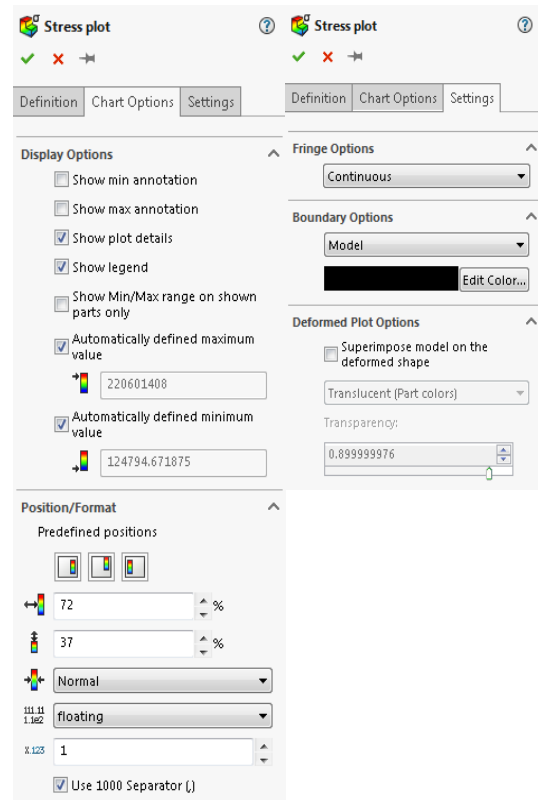 Stress plot
Definition Chart Options Settings
Display Options
Show min annotation
Show max annotation
Show plot details
Show legend
Show Min/Max range on shown
parts only
Automatically defined maximum
value
220601408
Automatically defined minimum
value
124794.671875
Position/Format
Predefined positions
72 %
37 %
Normal
111.11
1.1e2
floating
x.123 1
Use 1000 Separator (,)
Stress plot
Definition Chart Options Settings
Fringe Options
Continuous
Boundary Options
Model
Edit Color...
Deformed Plot Options
Superimpose model on the
deformed shape
Translucent (Part colors)
Transparency:
0.899999976